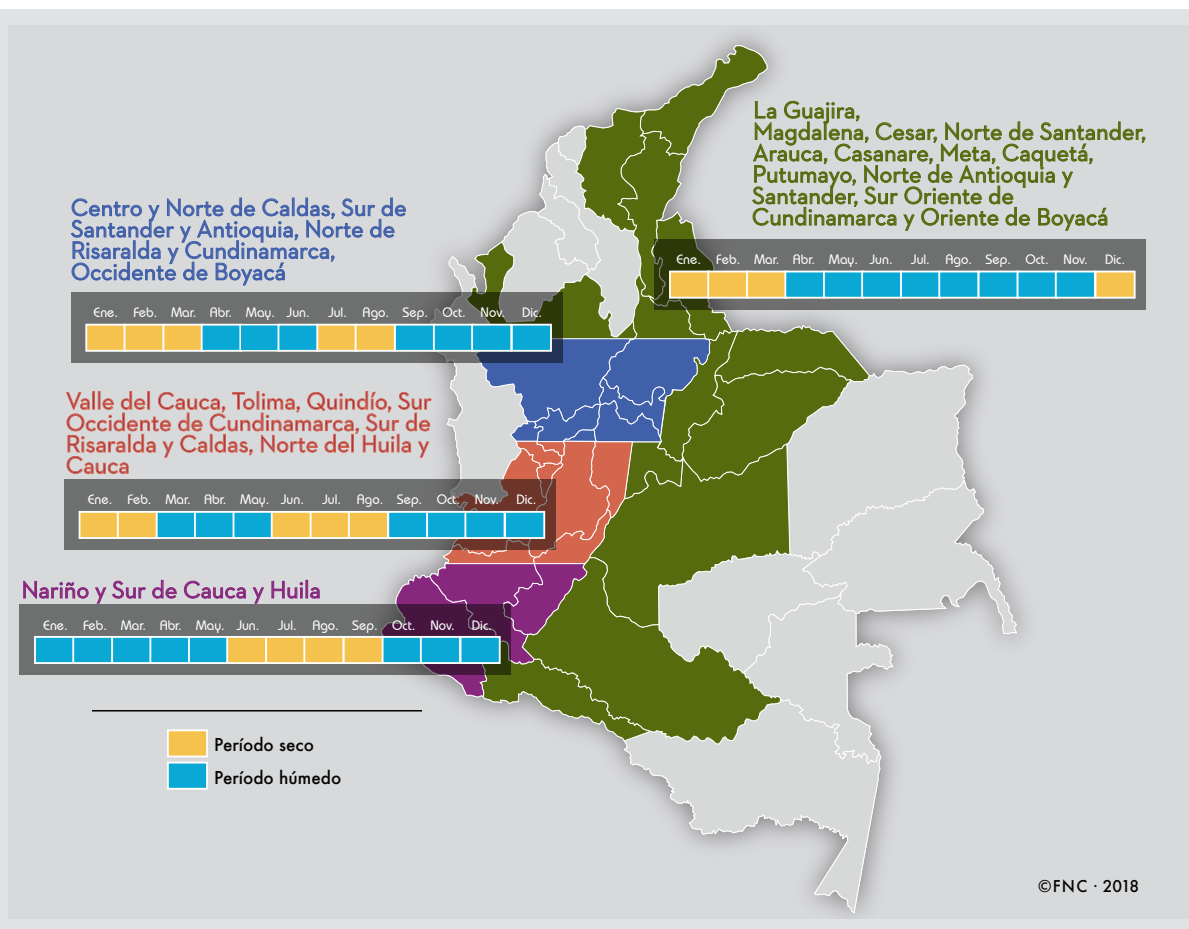 La Guajira,
Magdalena, Cesar, Norte de Santander,
Arauca, Casanare, Meta, Caquetá,
Putumayo, Norte de Antioquia y
Santander, Sur Oriente de
Cundinamarca y Oriente de Boyacá
Ene. Feb. Mar. Abr. May. Jun. Jul. Ago. Sep. Oct. Nov. Dic.
Centro y Norte de Caldas, Sur de
Santander y Antioquia, Norte de
Risaralda y Cundinamarca,
Occidente de Boyacá
Ene. Feb. Mar. Abr. May. Jun. Jul. Ago. Sep. Oct. Nov. Dic.
Valle del Cauca, Tolima, Quindío, Sur
Occidente de Cundinamarca, Sur de
Risaralda y Caldas, Norte del Huila y
Cauca
Ene. Feb. Mar. Abr. May. Jun. Jul. Ago. Sep. Oct. Nov. Dic.
Nariño y Sur de Cauca y Huila
Ene. Feb. Mar. Abr. May. Jun. Jul. Ago. Sep. Oct. Nov. Dic.
Período seco
Período húmedo
©FNC · 2018